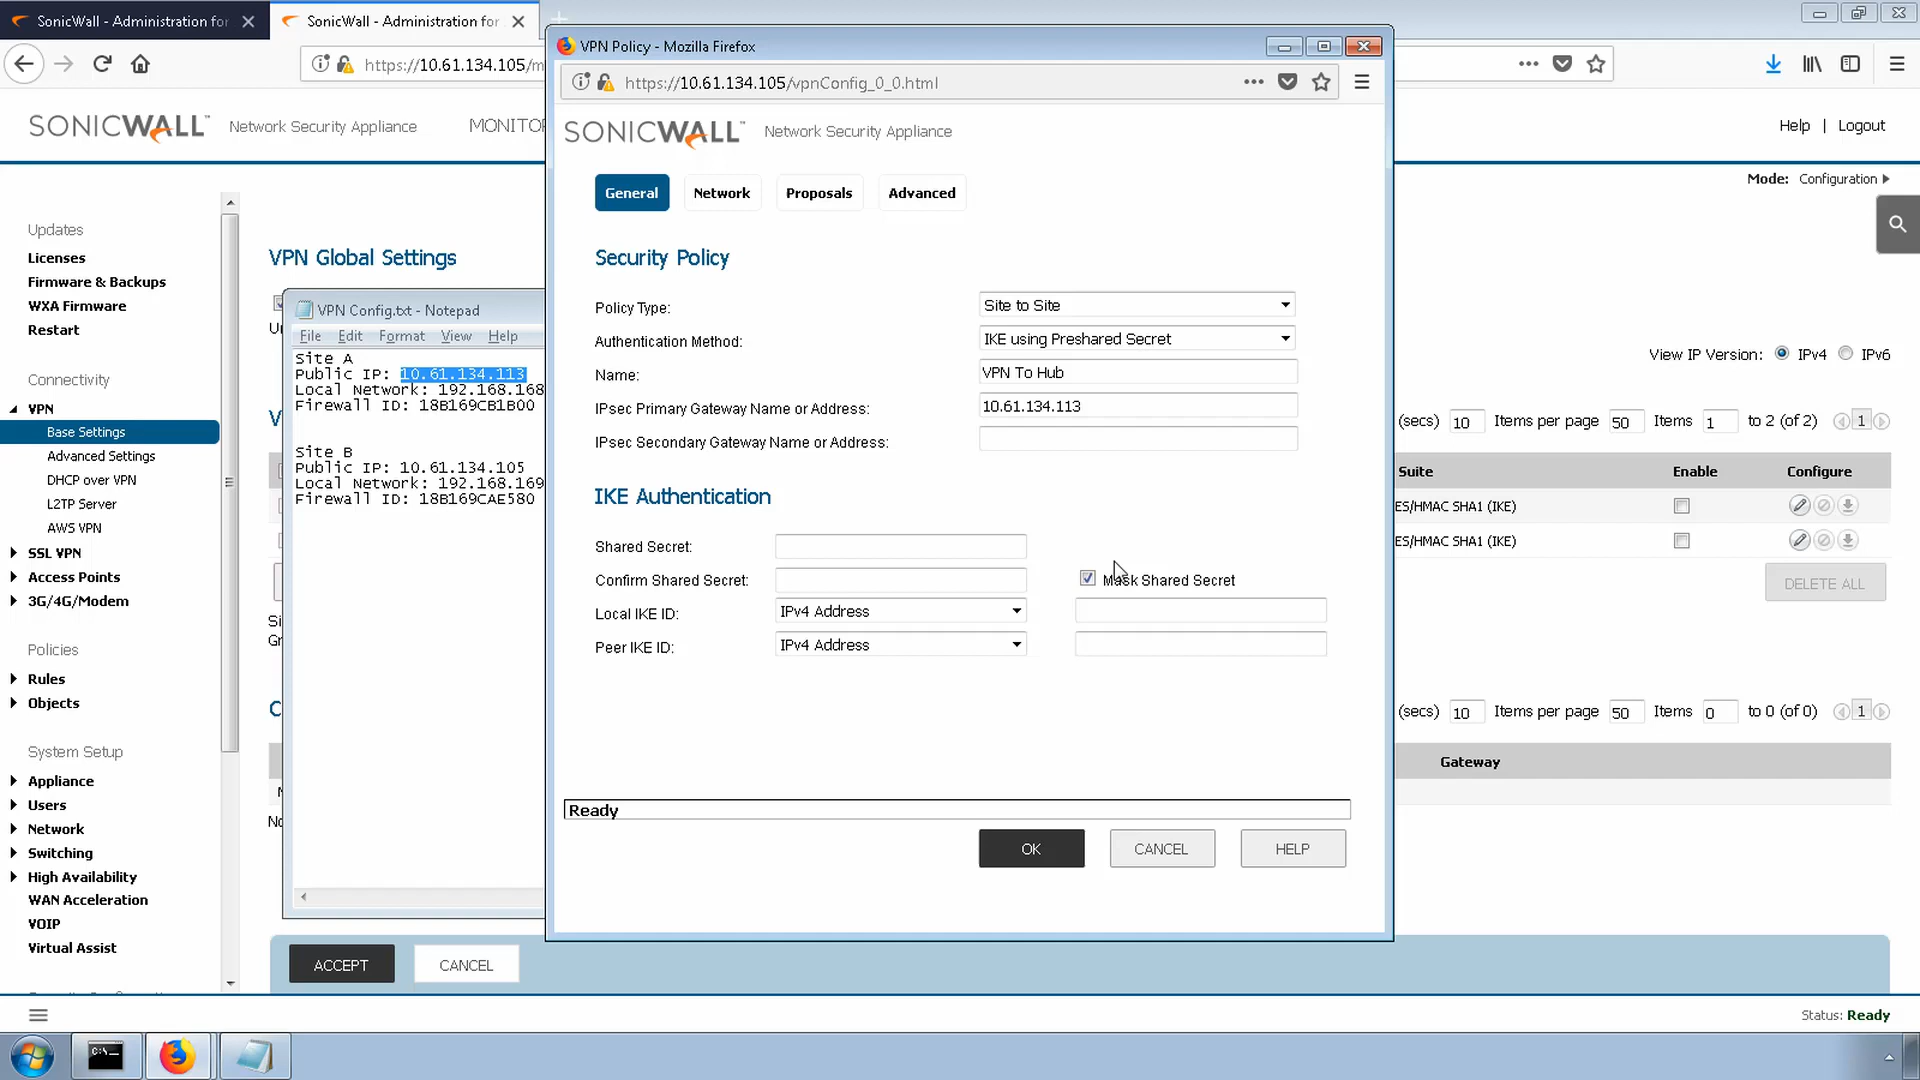 SonicWall - Administration for
SonicWall - Administration for
https://10.61.134.105/m
SONICWALL Network Security Appliance MONITOR
Help | Logout
Mode: Configuration
Updates
Licenses
Firmware & Backups
WXA Firmware
Restart
Connectivity
VPN
Base Settings
Advanced Settings
DHCP over VPN
L2TP Server
AWS VPN
SSL VPN
Access Points
3G/4G/Modem
Policies
Rules
Objects
System Setup
Appliance
Users
Network
Switching
High Availability
WAN Acceleration
VOIP
Virtual Assist
VPN Global Settings
VPN Config.txt - Notepad
File Edit Format View Help
Site A
Public IP: 10.61.134.113
Local Network: 192.168.168
Firewall ID: 18B169CB1B00
Site B
Public IP: 10.61.134.105
Local Network: 192.168.169
Firewall ID: 18B169CAE580
ACCEPT
CANCEL
VPN Policy - Mozilla Firefox
https://10.61.134.105/vpnConfig_0_0.html
SONICWALL Network Security Appliance
General Network Proposals Advanced
Security Policy
Policy Type: Site to Site
Authentication Method: IKE using Preshared Secret
Name: VPN To Hub
IPsec Primary Gateway Name or Address: 10.61.134.113
IPsec Secondary Gateway Name or Address:
IKE Authentication
Shared Secret:
Confirm Shared Secret: Mask Shared Secret
Local IKE ID: IPv4 Address
Peer IKE ID: IPv4 Address
Ready
OK CANCEL HELP
View IP Version: IPv4 IPv6
(secs) 10 Items per page 50 Items 1 to 2 (of 2) 1
Suite Enable Configure
ES/HMAC SHA1 (IKE)
ES/HMAC SHA1 (IKE)
DELETE ALL
(secs) 10 Items per page 50 Items 0 to 0 (of 0) 1
Gateway
Status: Ready
C:\_